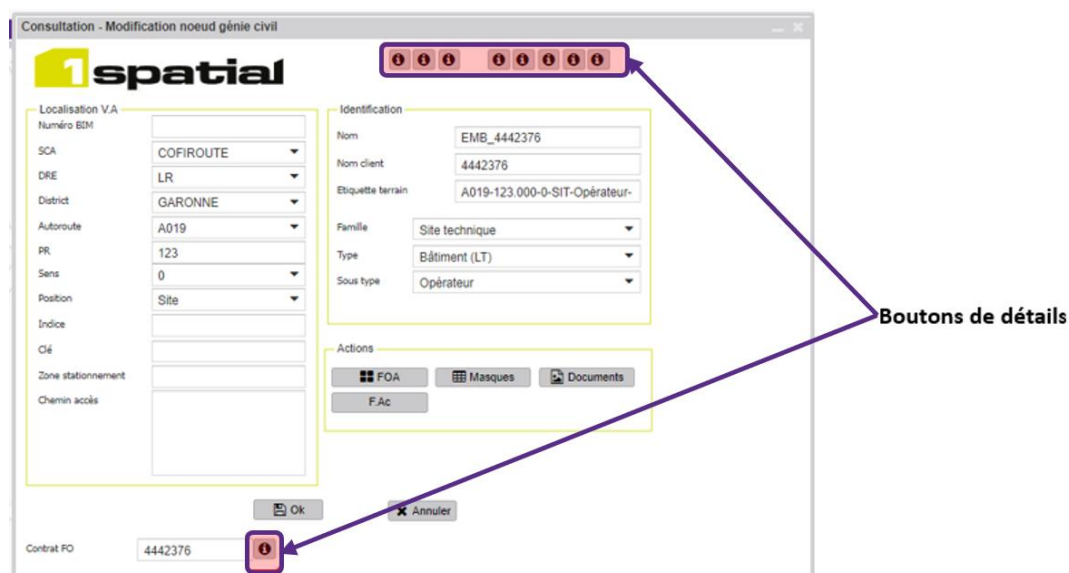 Consultation - Modification noeud génie civil
1spatial
Localisation V.A
Numéro BIM
SCA COFIROUTE
DRE LR
District GARONNE
Autoroute A019
PR 123
Sens 0
Position Site
Indice
Clé
Zone stationnement
Chemin accès
Identification
Nom EMB_4442376
Nom client 4442376
Etiquette terrain A019-123.000-0-SIT-Opérateur-
Famille Site technique
Type Bâtiment (LT)
Sous type Opérateur
Actions
FOA Masques Documents
F.Ac
Boutons de détails
Ok Annuler
Contrat FO 4442376